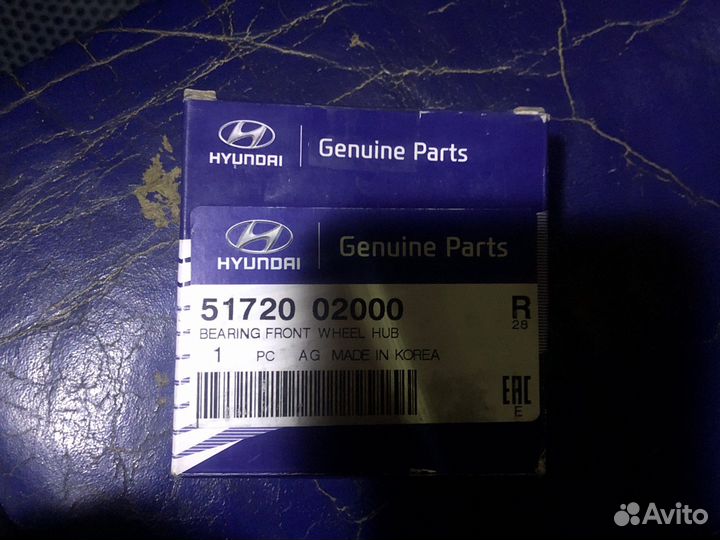 HYUNDAI Genuine Parts
HYUNDAI Genuine Parts
51720 02000 R
28
BEARING FRONT WHEEL HUB
1 PC AG MADE IN KOREA
EAC
E
Avito